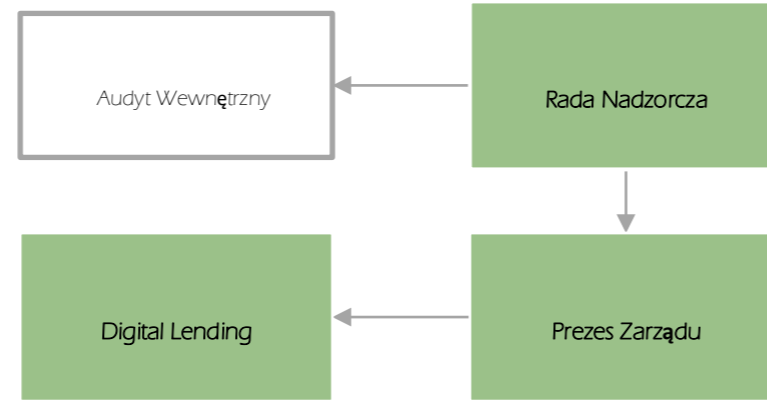 Audyt Wewnętrzny
Rada Nadzorcza
Digital Lending
Prezes Zarządu